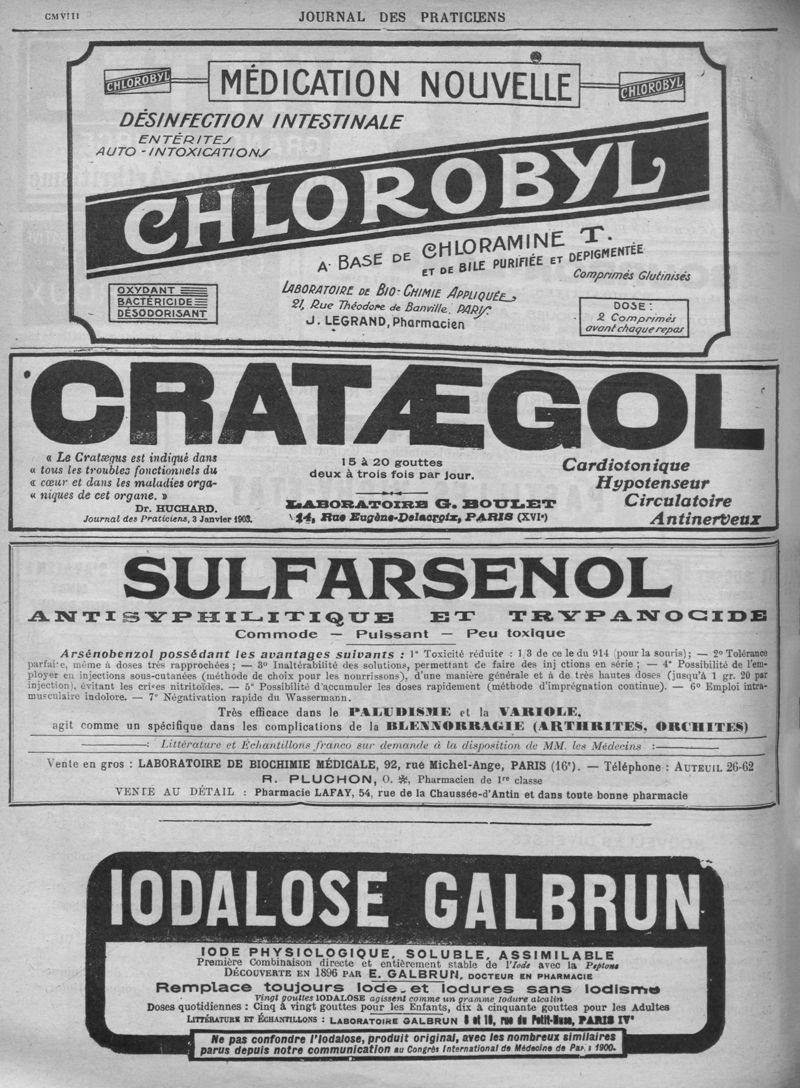 CMVIII
JOURNAL DES PRATICIENS
CHLOROBYL
MÉDICATION NOUVELLE
CHLOROBYL
DÉSINFECTION INTESTINALE
ENTÉRITES
AUTO-INTOXICATIONS
CHLOROBYL
A BASE DE CHLORAMINE T.
ET DE BILE PURIFIÉE ET DÉPIGMENTÉE
Comprimés Glutinisés
OXYDANT
BACTÉRICIDE
DÉSODORISANT
LABORATOIRE DE BIO-CHIMIE APPLIQUÉE
21, Rue Théodore de Banville, PARIS
J. LEGRAND, Pharmacien
DOSE :
2 Comprimés
avant chaque repas
CRATÆGOL
« Le Cratægus est indiqué dans
« tous les troubles fonctionnels du
« cœur et dans les maladies orga-
« niques de cet organe. »
Dr. HUCHARD.
Journal des Praticiens, 3 Janvier 1903.
15 à 20 gouttes
deux à trois fois par jour.
LABORATOIRE G. BOULET
14, Rue Eugène-Delacroix, PARIS (XVIe)
Cardiotonique
Hypotenseur
Circulatoire
Antinerveux
SULFARSENOL
ANTISYPHILITIQUE ET TRYPANOCIDE
Commode — Puissant — Peu toxique
Arsénobenzol possédant les avantages suivants : 1° Toxicité réduite : 1/3 de ce le du 914 (pour la souris) ; — 2° Tolérance
parfaite, même à doses très rapprochées ; — 3° Inaltérabilité des solutions, permettant de faire des inj ctions en série ; — 4° Possibilité de l'em-
ployer en injections sous-cutanées (méthode de choix pour les nourrissons), d'une manière générale et à de très hautes doses (jusqu'à 1 gr. 20 par
injection), évitant les crises nitritoïdes. — 5° Possibilité d'accumuler les doses rapidement (méthode d'imprégnation continue). — 6° Emploi intra-
musculaire indolore. — 7° Négativation rapide du Wassermann.
Très efficace dans le PALUDISME et la VARIOLE,
agit comme un spécifique dans les complications de la BLENNORRAGIE (ARTHRITES, ORCHITES)
Littérature et Échantillons franco sur demande à la disposition de MM. les Médecins :
Vente en gros : LABORATOIRE DE BIOCHIMIE MÉDICALE, 92, rue Michel-Ange, PARIS (16e). — Téléphone : AUTEUIL 26-62
R. PLUCHON, O. ✻, Pharmacien de 1re classe
VENTE AU DÉTAIL : Pharmacie LAFAY, 54, rue de la Chaussée-d'Antin et dans toute bonne pharmacie
IODALOSE GALBRUN
IODE PHYSIOLOGIQUE, SOLUBLE, ASSIMILABLE
Première Combinaison directe et entièrement stable de l'Iode avec la Peptone
DÉCOUVERTE EN 1896 PAR E. GALBRUN, DOCTEUR EN PHARMACIE
Remplace toujours Iode et Iodures sans Iodisme
Vingt gouttes IODALOSE agissent comme un gramme Iodure alcalin
Doses quotidiennes : Cinq à vingt gouttes pour les Enfants, dix à cinquante gouttes pour les Adultes
LITTÉRATURE ET ÉCHANTILLONS : LABORATOIRE GALBRUN 8 et 10, rue du Petit-Musc, PARIS IVe
Ne pas confondre l'Iodalose, produit original, avec les nombreux similaires
parus depuis notre communication au Congrès International de Médecine de Paris 1900.